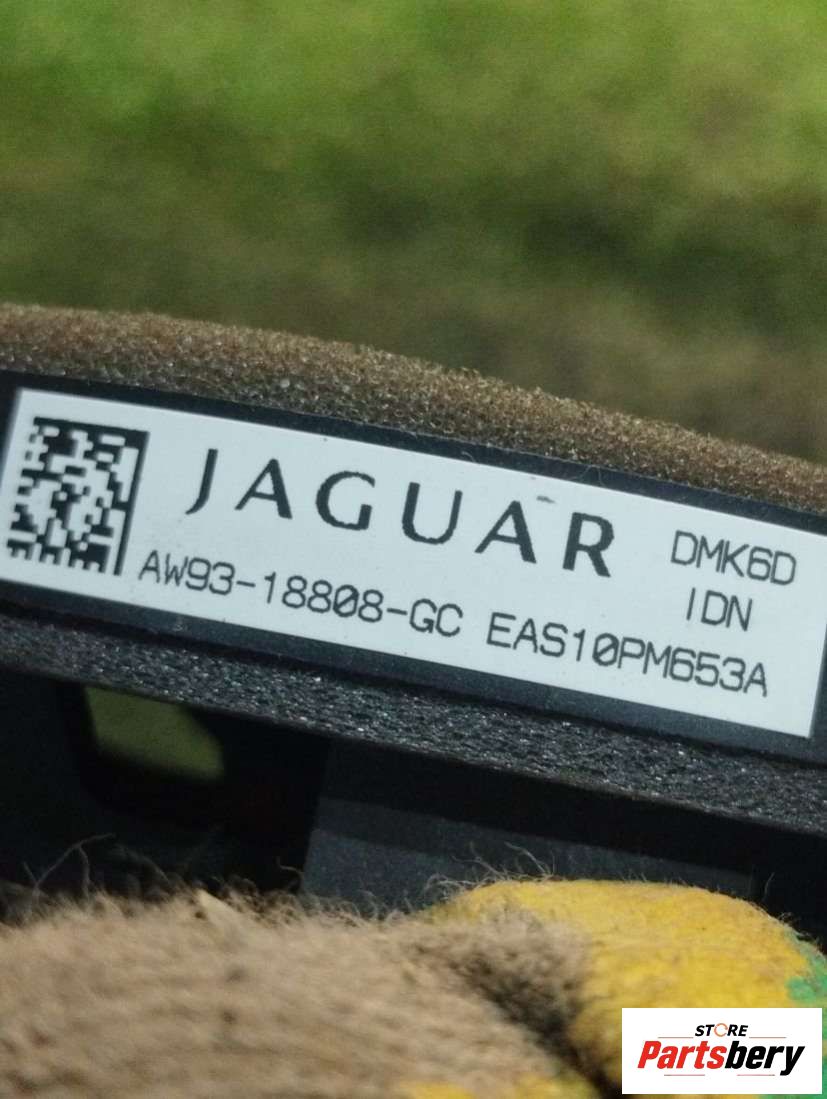 JAGUAR
DMK6D
IDN
AW93-18808-GC EAS10PM653A
STORE
Partsbery